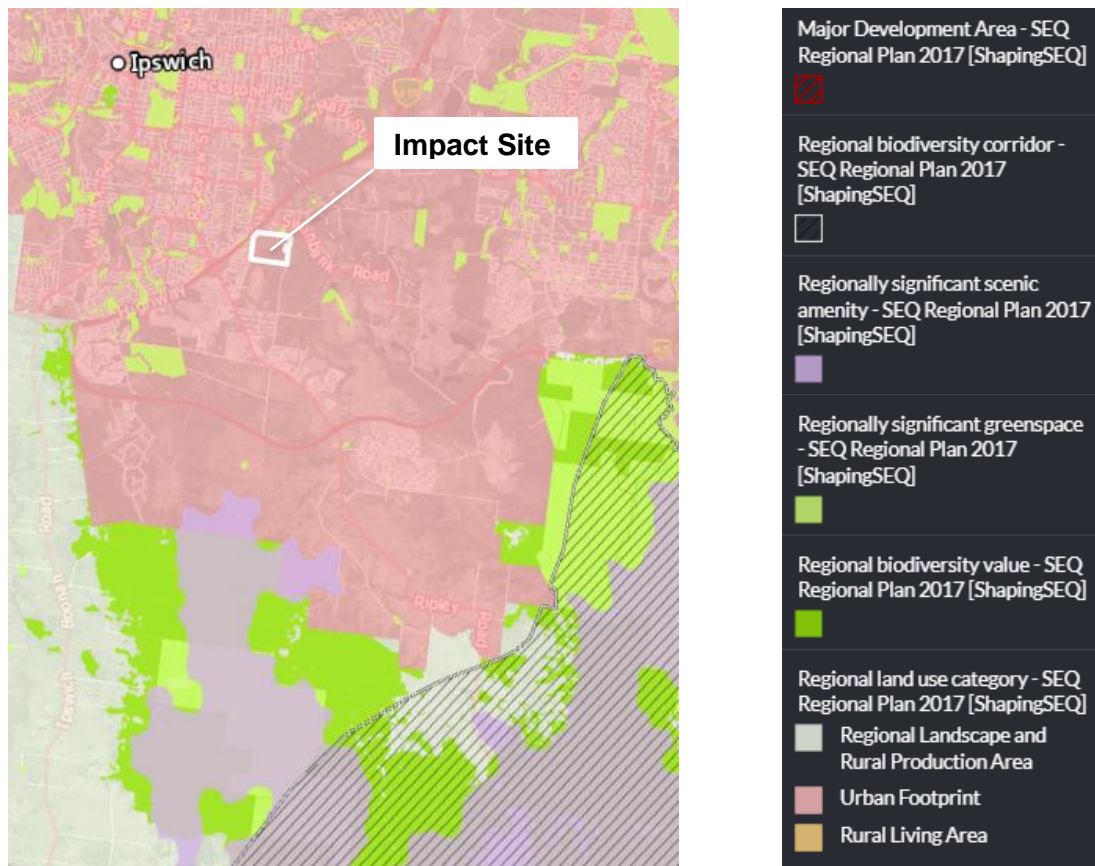 Ipswich
Impact Site
Road
Highway
Ripley
Road
Road
Boonah
Ipswich
Major Development Area - SEQ
Regional Plan 2017 [ShapingSEQ]
Regional biodiversity corridor -
SEQ Regional Plan 2017
[ShapingSEQ]
Regionally significant scenic
amenity - SEQ Regional Plan 2017
[ShapingSEQ]
Regionally significant greenspace
- SEQ Regional Plan 2017
[ShapingSEQ]
Regional biodiversity value - SEQ
Regional Plan 2017 [ShapingSEQ]
Regional land use category - SEQ
Regional Plan 2017 [ShapingSEQ]
Regional Landscape and
Rural Production Area
Urban Footprint
Rural Living Area